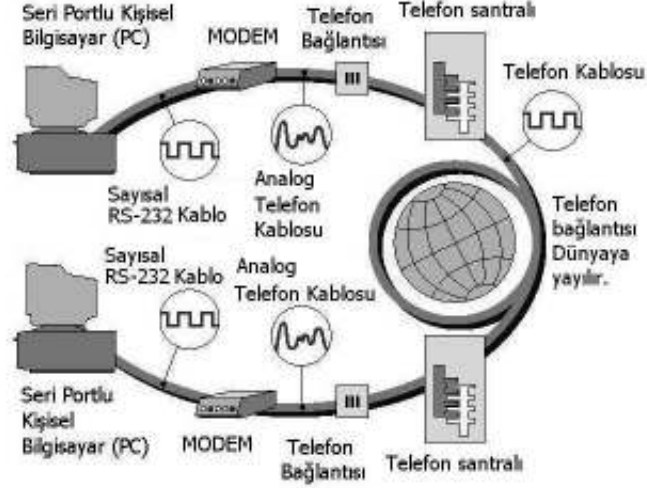 Seri Portlu Kişisel
Bilgisayar (PC)
MODEM
Telefon
Bağlantısı
Telefon santralı
Telefon Kablosu
Sayısal
RS-232 Kablo
Analog
Telefon
Kablosu
Telefon
bağlantısı
Dünyaya
yayılır.
Sayısal
RS-232 Kablo
Analog
Telefon Kablosu
Seri Portlu
Kişisel
Bilgisayar (PC)
MODEM
Telefon
Bağlantısı
Telefon santralı